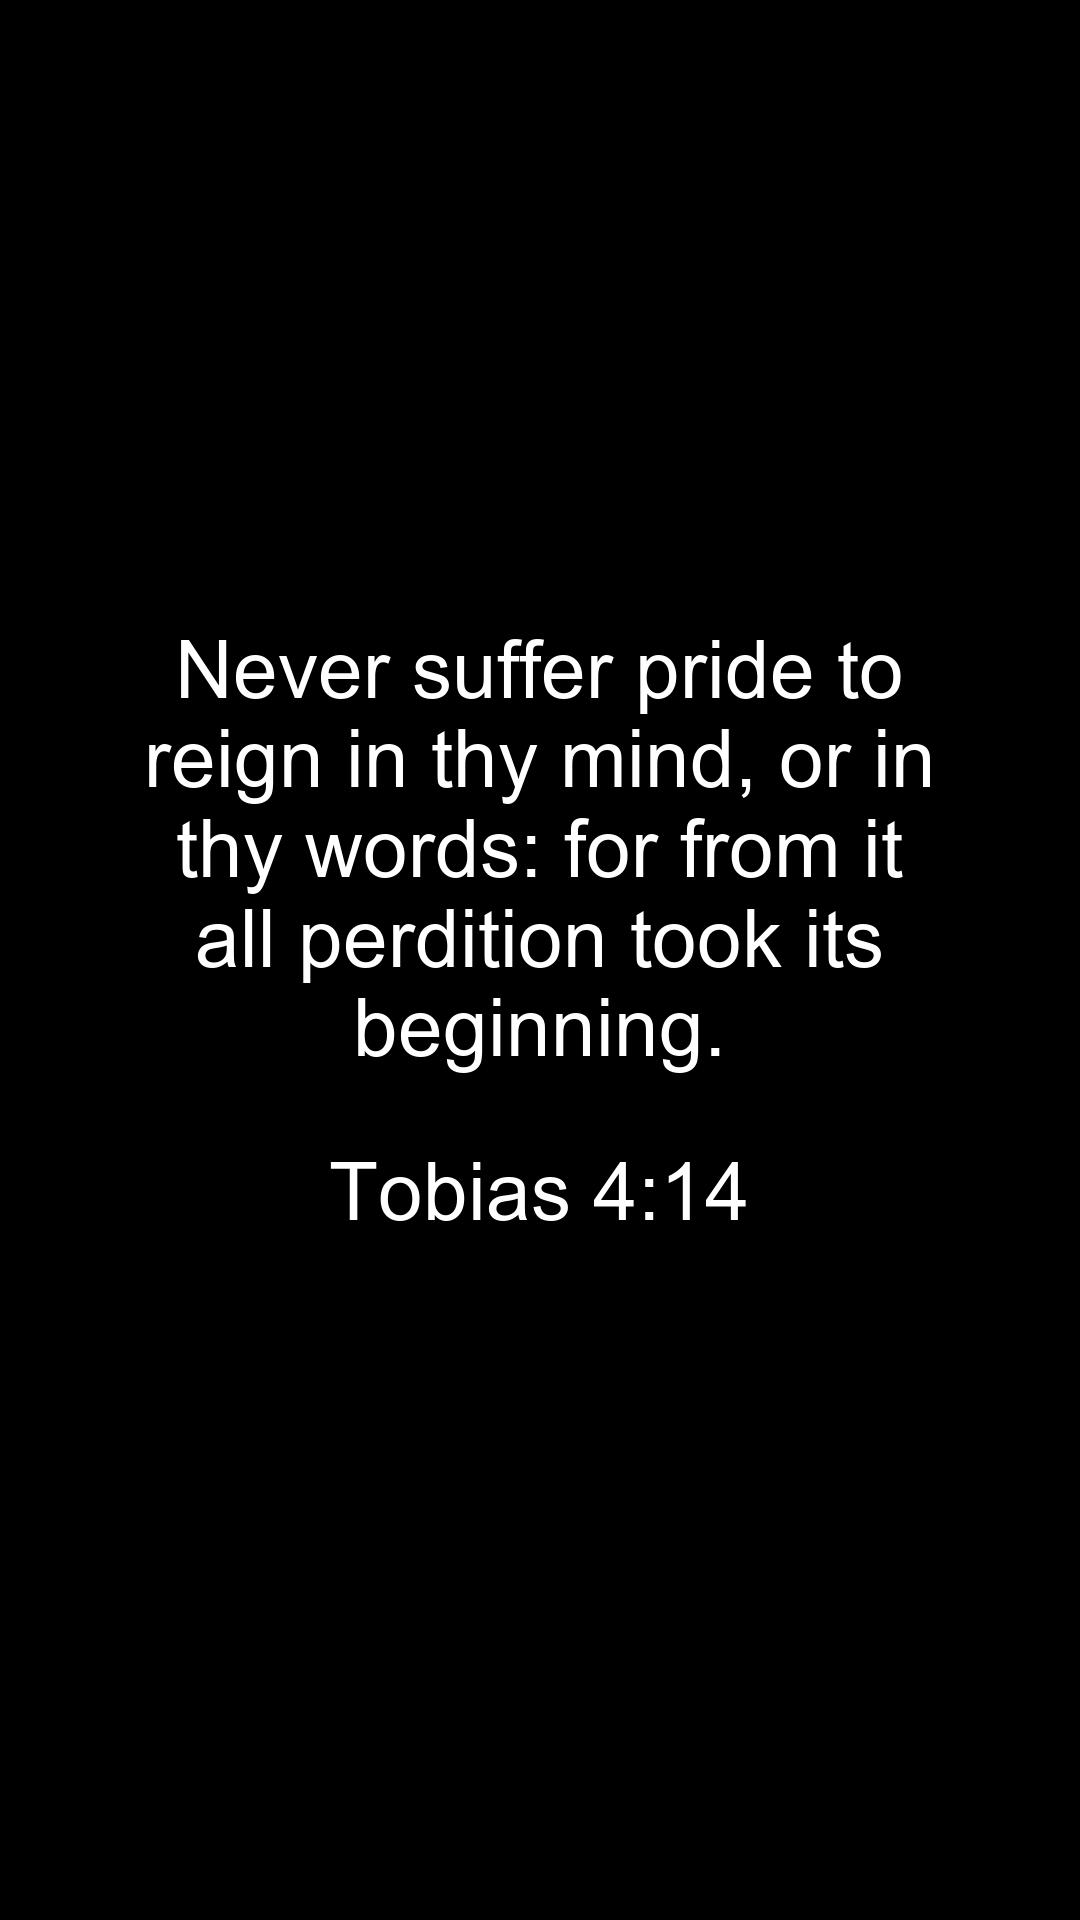 Never suffer pride to
reign in thy mind, or in
thy words: for from it
all perdition took its
beginning.
Tobias 4:14